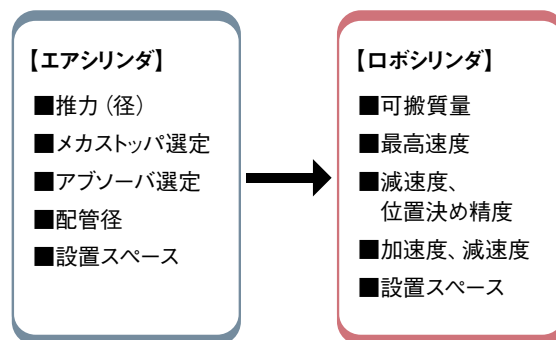 【エアシリンダ】
■推力（径）
■メカストッパ選定
■アブソーバ選定
■配管径
■設置スペース
【ロボシリンダ】
■可搬質量
■最高速度
■減速度、
位置決め精度
■加速度、減速度
■設置スペース